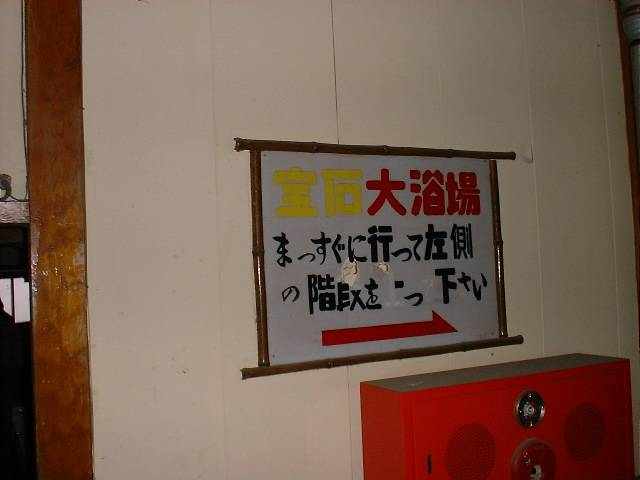 宝石大浴場
まっすぐに行って左側
の階段を 下さい